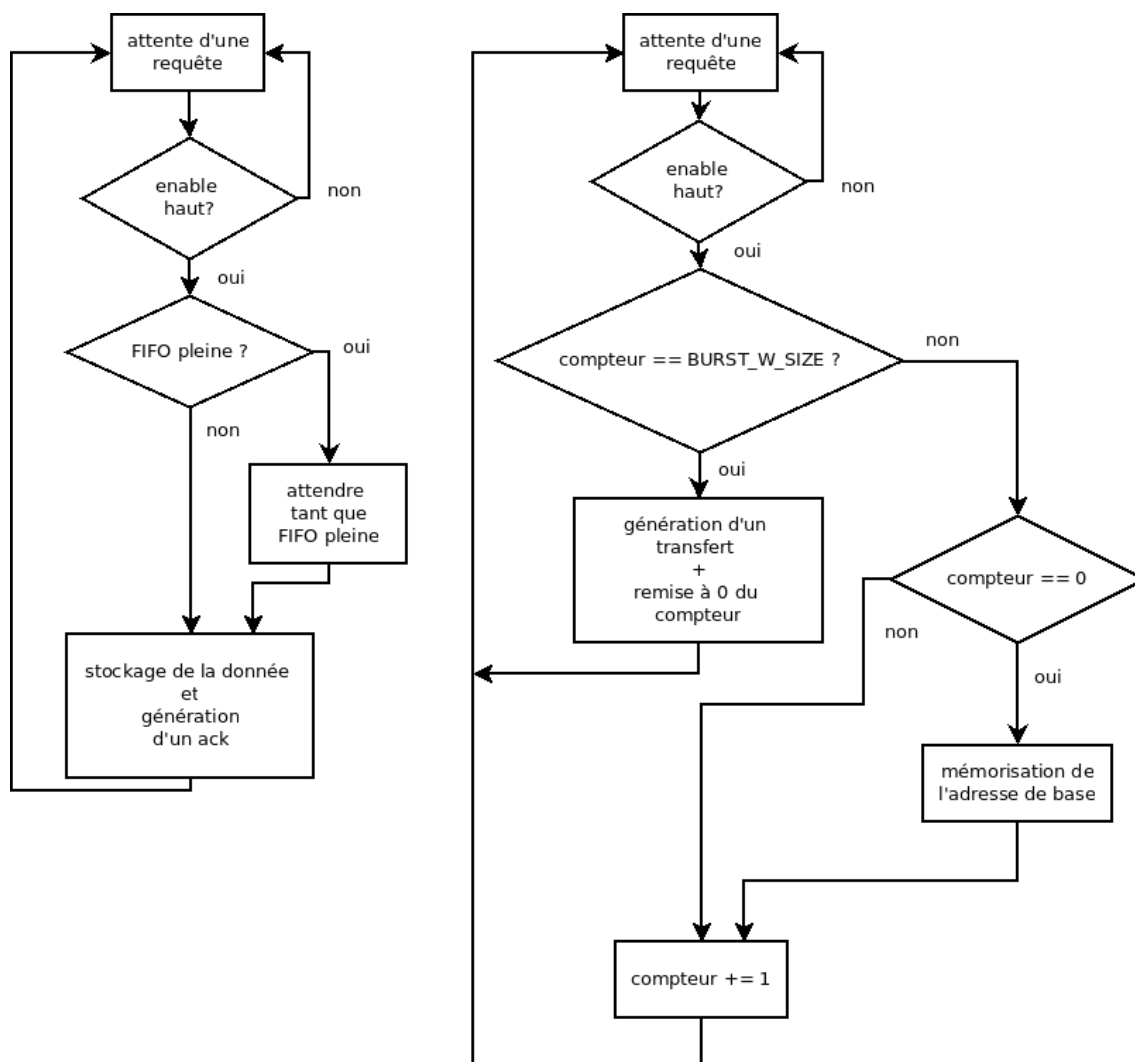 attente d'une
requête
enable
haut?
non
oui
FIFO pleine ?
oui
non
attendre
tant que
FIFO pleine
stockage de la donnée
et
génération
d'un ack
attente d'une
requête
enable
haut?
non
oui
compteur == BURST_W_SIZE ?
non
oui
génération d'un
transfert
+
remise à 0 du
compteur
compteur == 0
non
oui
mémorisation de
l'adresse de base
compteur += 1